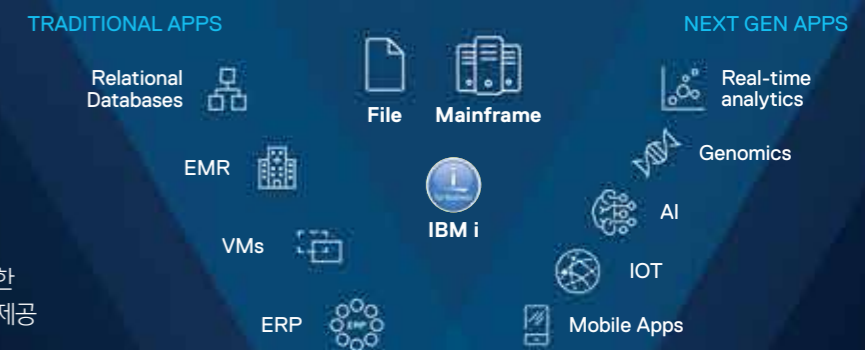 TRADITIONAL APPS
NEXT GEN APPS
Relational
Databases
File
Mainframe
Real-time
analytics
EMR
Genomics
IBM i
AI
VMs
IOT
한
제공
ERP
ERP
Mobile Apps